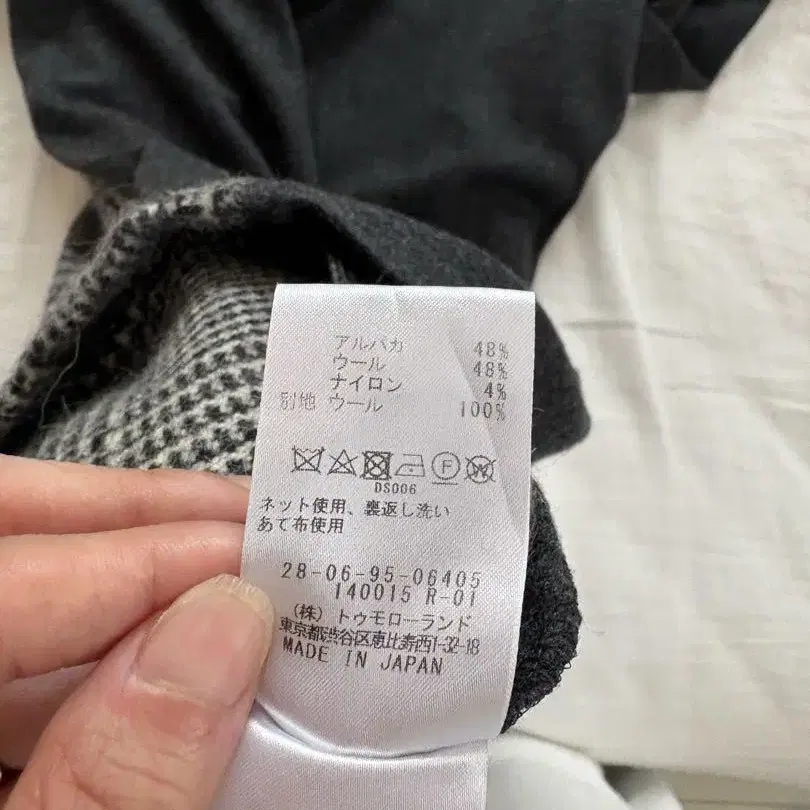 アルパカ 48%
ウール 48%
ナイロン 4%
別地 ウール 100%
F
W
DS006
ネット使用、裏返し洗い
あて布使用
28-06-95-06405
140015 R-01
(株) トゥモローランド
東京都渋谷区恵比寿西1-32-18
MADE IN JAPAN